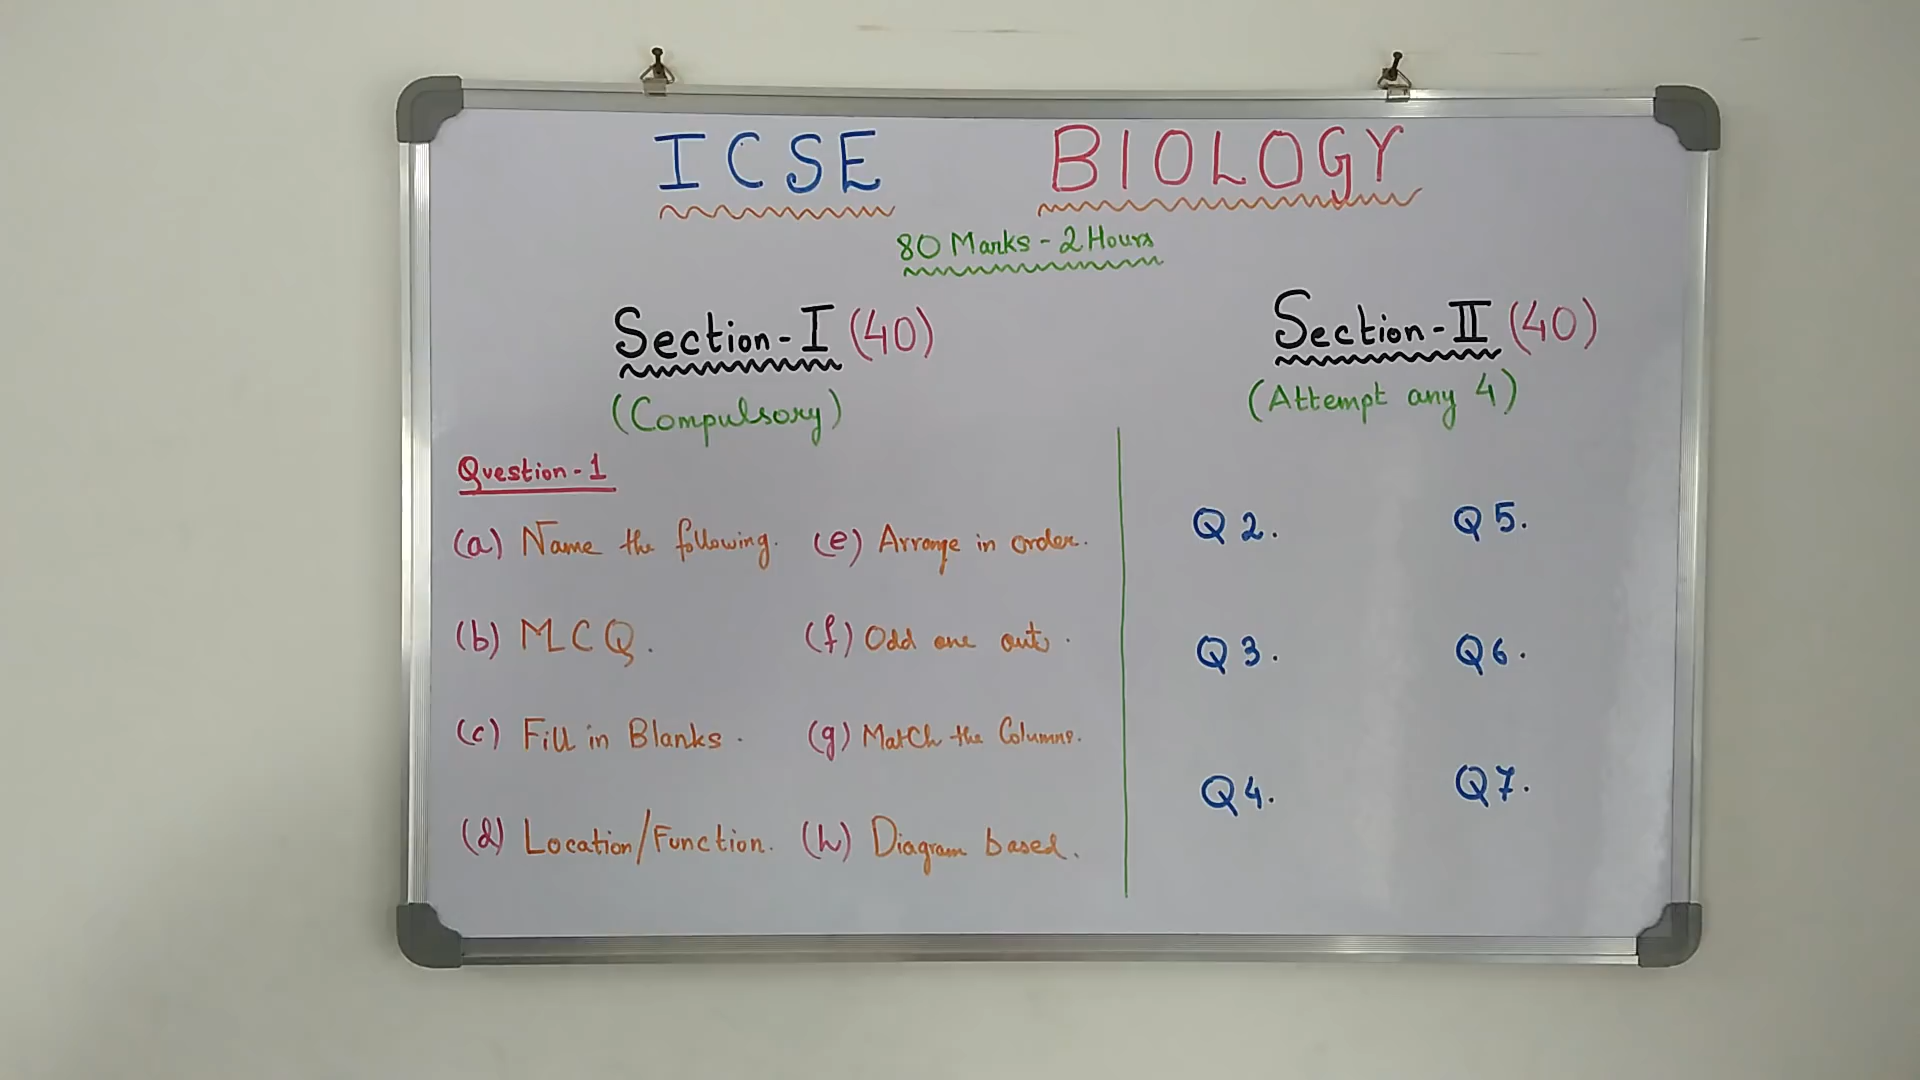 ICSE BIOLOGY
80 Marks - 2 Hours
Section - I (40)
(Compulsory)
Question - 1
(a) Name the following.
(b) MCQ.
(c) Fill in Blanks.
(d) Location/Function.
(e) Arrange in order.
(f) Odd one out.
(g) Match the Columns.
(h) Diagram based.
Section - II (40)
(Attempt any 4)
Q 2.
Q 3.
Q 4.
Q 5.
Q 6.
Q 7.